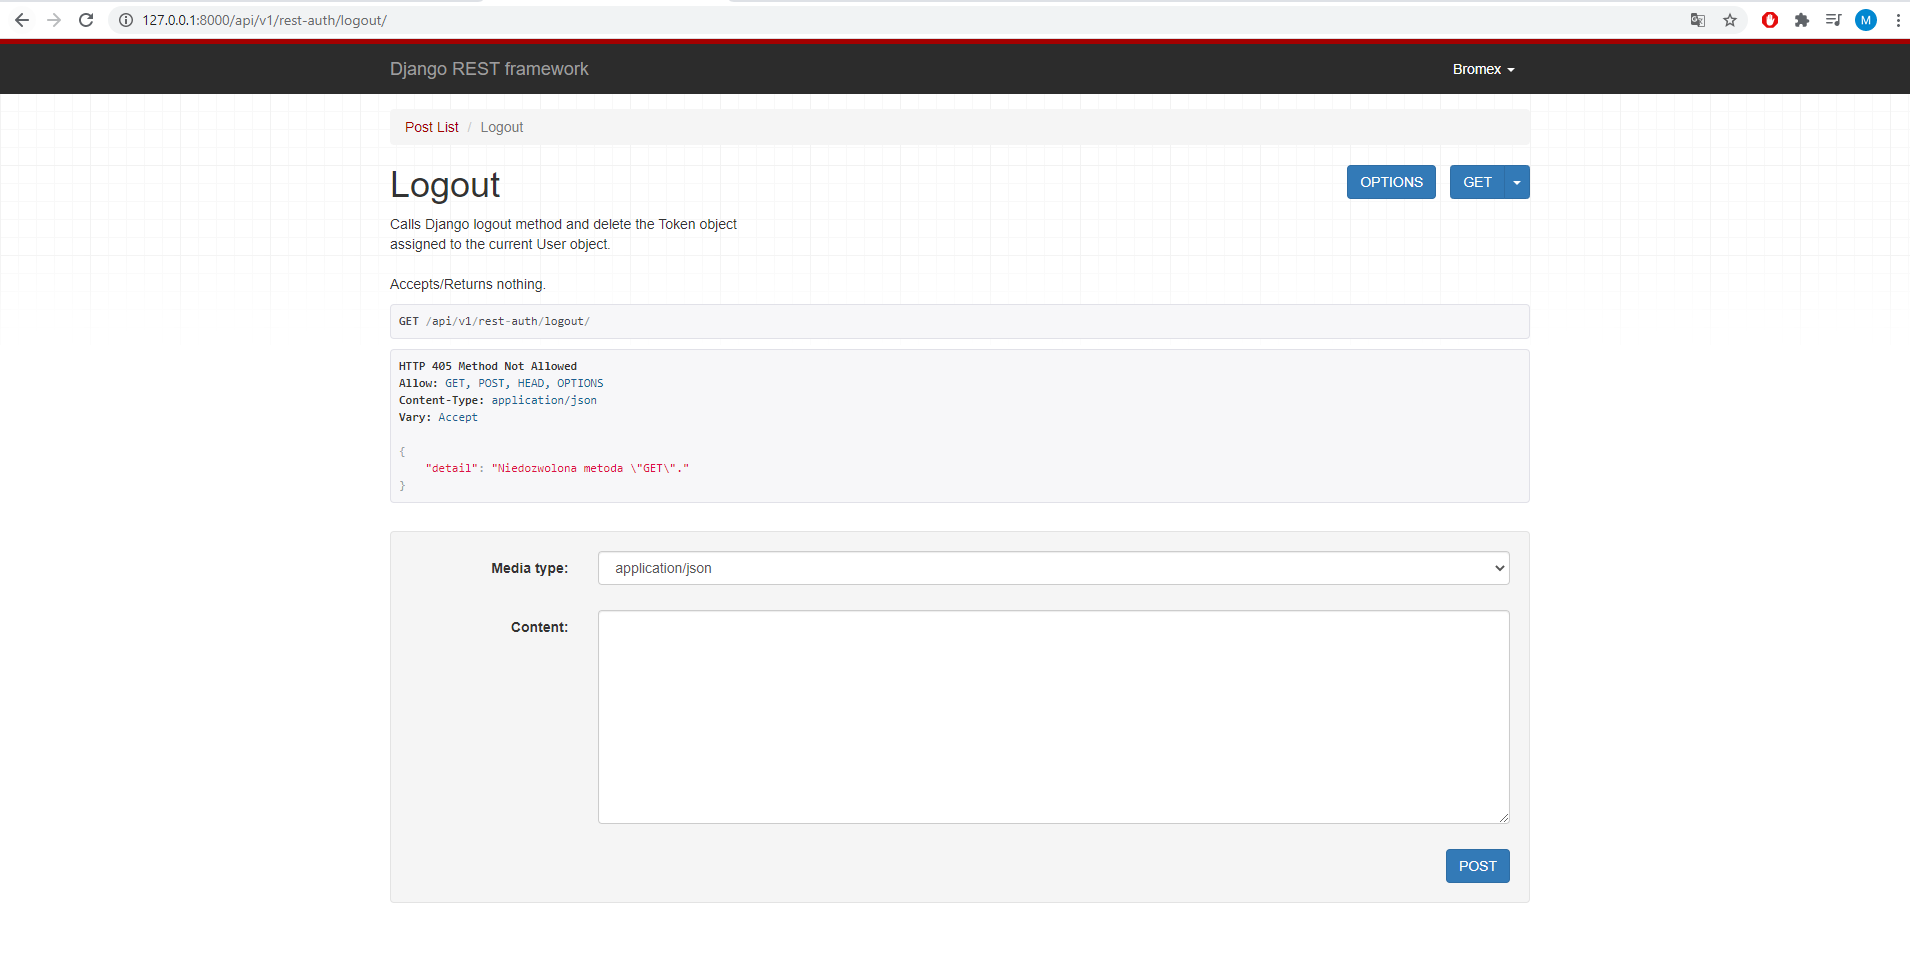 127.0.0.1:8000/api/v1/rest-auth/logout/
M
Django REST framework
Bromex
Post List / Logout
Logout
OPTIONS
GET
Calls Django logout method and delete the Token object
assigned to the current User object.
Accepts/Returns nothing.
GET /api/v1/rest-auth/logout/
HTTP 405 Method Not Allowed
Allow: GET, POST, HEAD, OPTIONS
Content-Type: application/json
Vary: Accept
{
"detail": "Niedozwolona metoda \"GET\"."
}
Media type:
application/json
Content:
POST